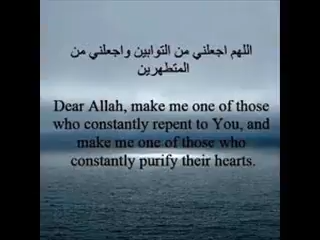 اللهم اجعلني من التوابين واجعلني من
المتطهرين
Dear Allah, make me one of those
who constantly repent to You, and
make me one of those who
constantly purify their hearts.